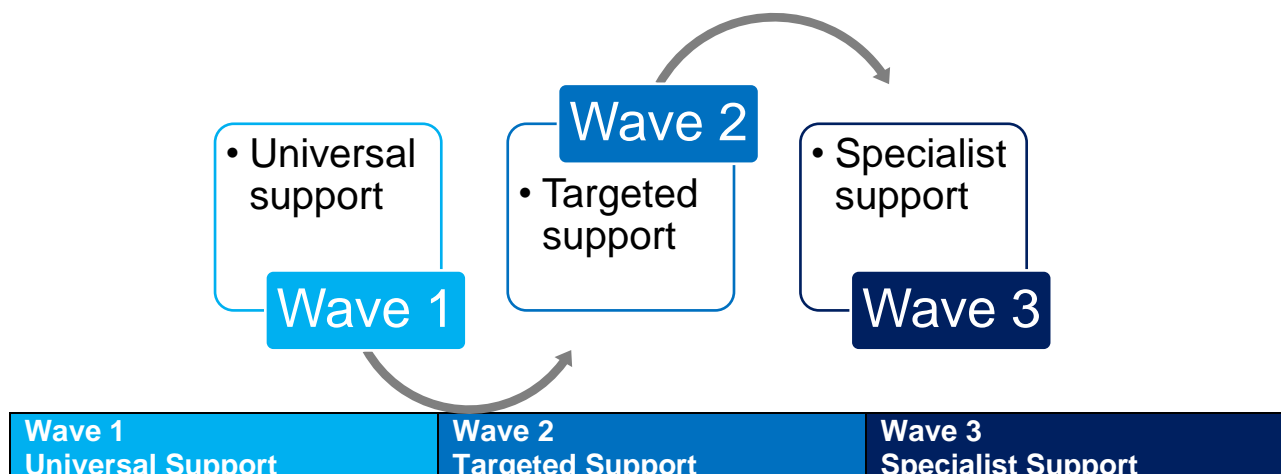 • Universal
support
Wave 1
Wave 2
• Targeted
support
• Specialist
support
Wave 3
Wave 1
Universal Support
Wave 2
Targeted Support
Wave 3
Specialist Support